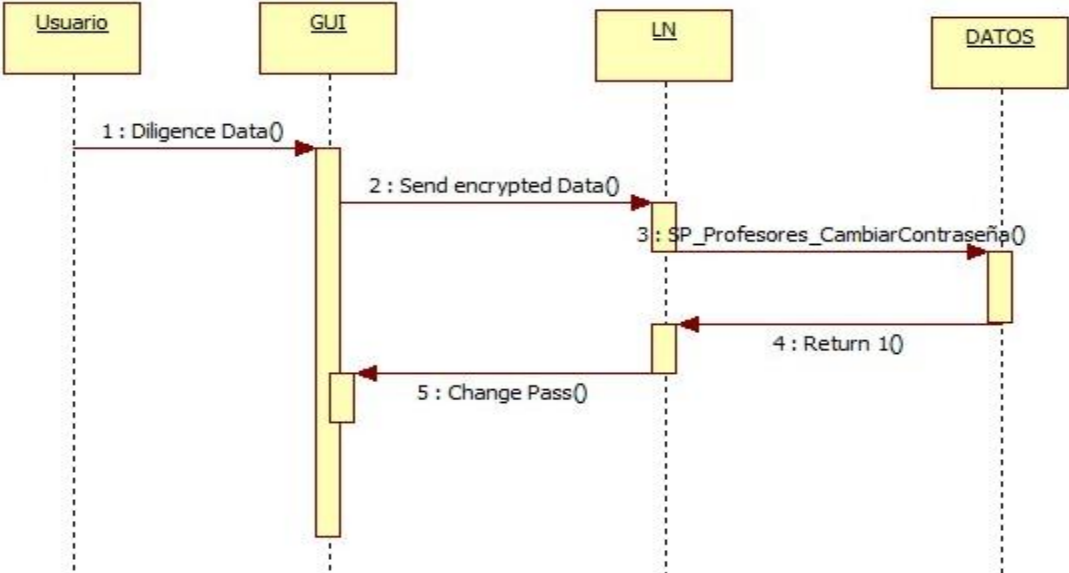 Usuario
GUI
LN
DATOS
1 : Diligence Data()
2 : Send encrypted Data()
3 : SP_Profesores_CambiarContraseña()
4 : Return 1()
5 : Change Pass()